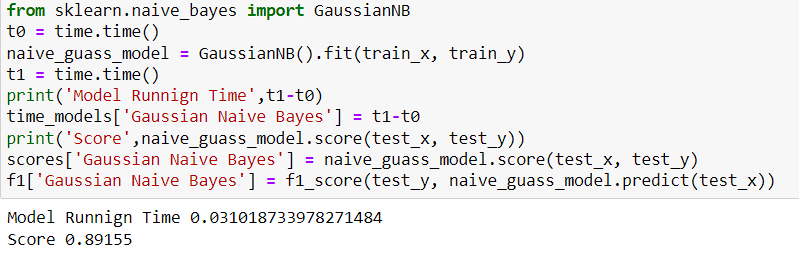 from sklearn.naive_bayes import GaussianNB
t0 = time.time()
naive_guass_model = GaussianNB().fit(train_x, train_y)
t1 = time.time()
print('Model Runnign Time',t1-t0)
time_models['Gaussian Naive Bayes'] = t1-t0
print('Score',naive_guass_model.score(test_x, test_y))
scores['Gaussian Naive Bayes'] = naive_guass_model.score(test_x, test_y)
f1['Gaussian Naive Bayes'] = f1_score(test_y, naive_guass_model.predict(test_x))
Model Runnign Time 0.031018733978271484
Score 0.89155